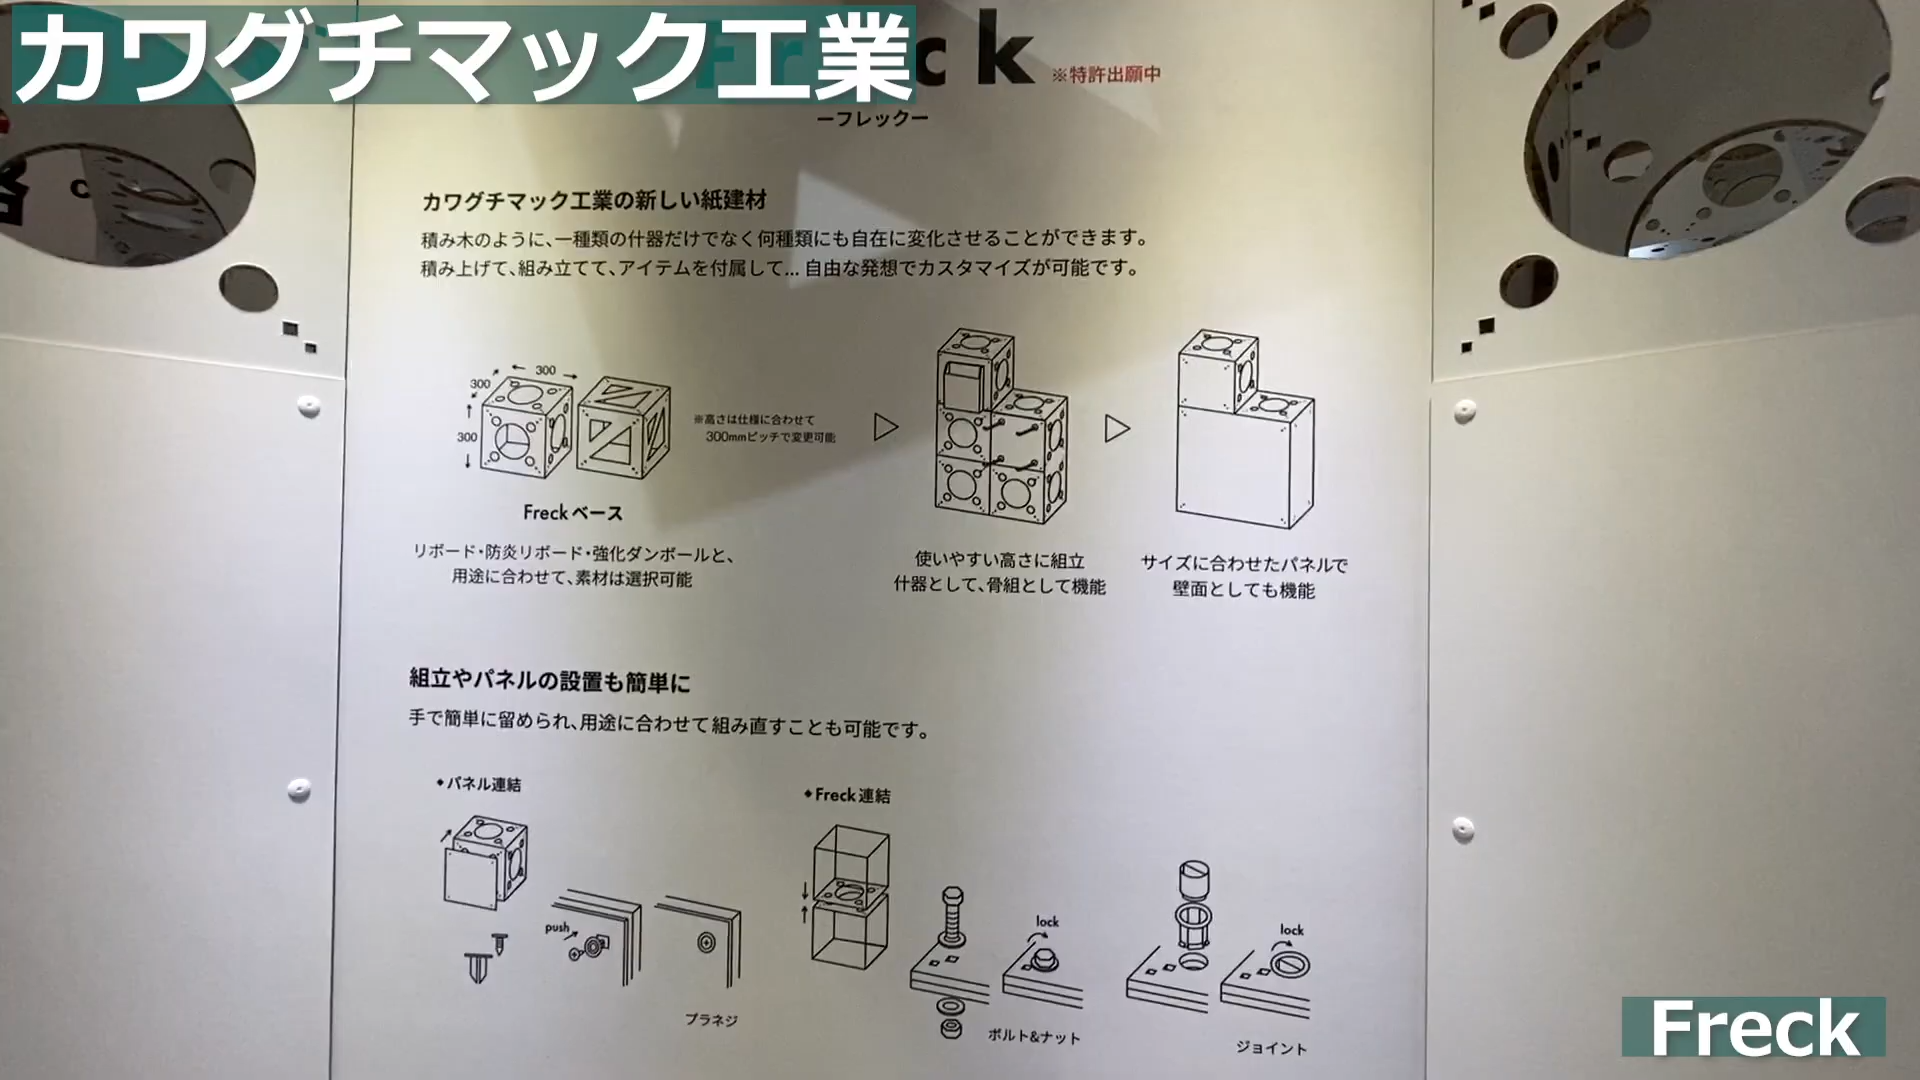 カワグチマック工業
Freck ※特許出願中
ーフレックー
カワグチマック工業の新しい紙建材
積み木のように、一種類の什器だけでなく何種類にも自在に変化させることができます。
積み上げて、組み立てて、アイテムを付属して... 自由な発想でカスタマイズが可能です。
300
300
300
※高さは仕様に合わせて
300mmピッチで変更可能
Freckベース
リボード・防炎リボード・強化ダンボールと、
用途に合わせて、素材は選択可能
使いやすい高さに組立
什器として、骨組として機能
サイズに合わせたパネルで
壁面としても機能
組立やパネルの設置も簡単に
手で簡単に留められ、用途に合わせて組み直すことも可能です。
◆パネル連結
push
プラネジ
◆Freck連結
lock
ボルト&ナット
lock
ジョイント
Freck